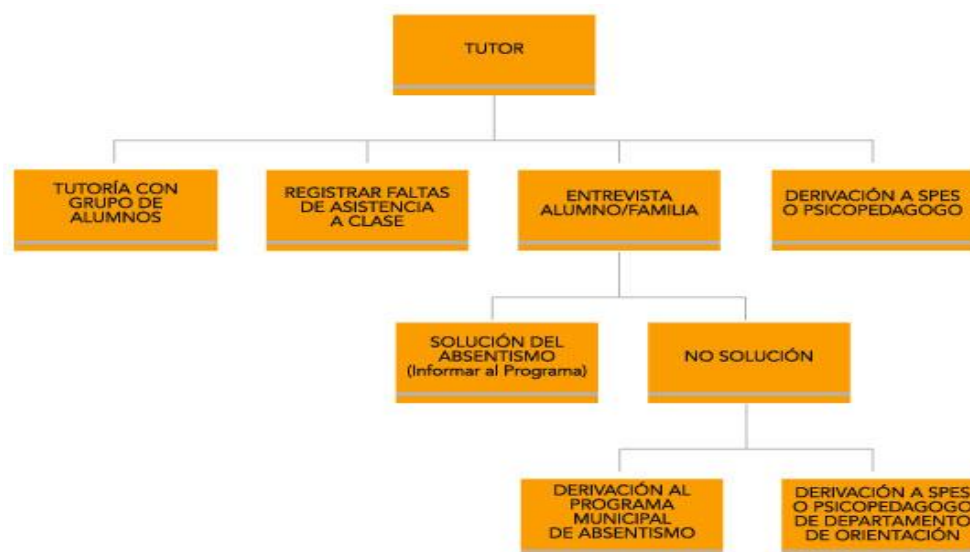 TUTOR
TUTORÍA CON
GRUPO DE
ALUMNOS
REGISTRAR FALTAS
DE ASISTENCIA
A CLASE
ENTREVISTA
ALUMNO/FAMILIA
DERIVACIÓN A SPES
O PSICOPEDAGOGO
SOLUCIÓN DEL
ABSENTISMO
(Informar al Programa)
NO SOLUCIÓN
DERIVACIÓN AL
PROGRAMA
MUNICIPAL
DE ABSENTISMO
DERIVACIÓN A SPES
O PSICOPEDAGOGO
DE DEPARTAMENTO
DE ORIENTACIÓN